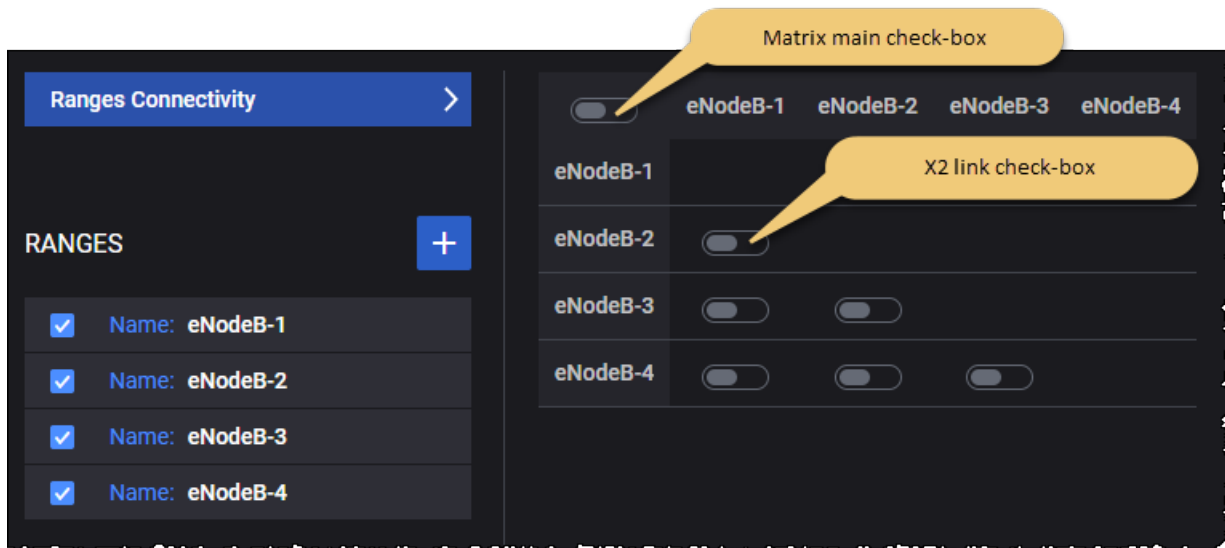 Matrix main check-box
Ranges Connectivity
eNodeB-1 eNodeB-2 eNodeB-3 eNodeB-4
eNodeB-1
X2 link check-box
RANGES
eNodeB-2
Name: eNodeB-1
eNodeB-3
Name: eNodeB-2
eNodeB-4
Name: eNodeB-3
Name: eNodeB-4